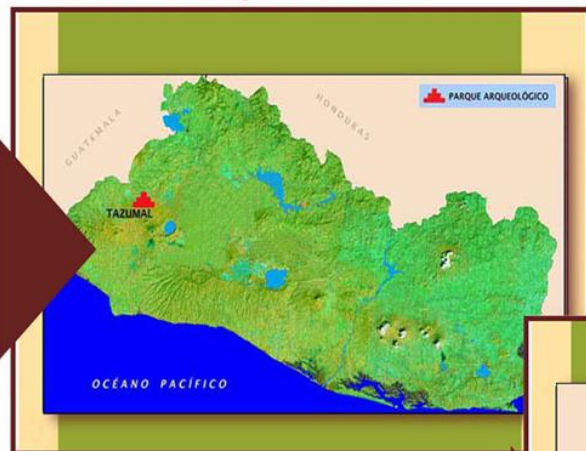 PARQUE ARQUEOLÓGICO
GUATEMALA
HONDURAS
TAZUMAL
OCÉANO PACÍFICO